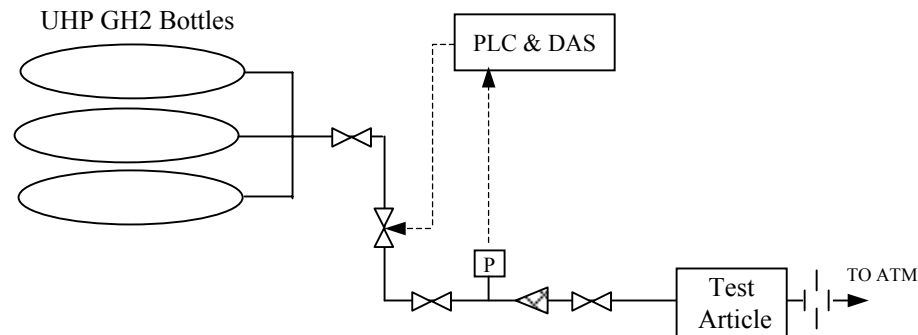 UHP GH2 Bottles
PLC & DAS
P
Test
Article
TO ATM